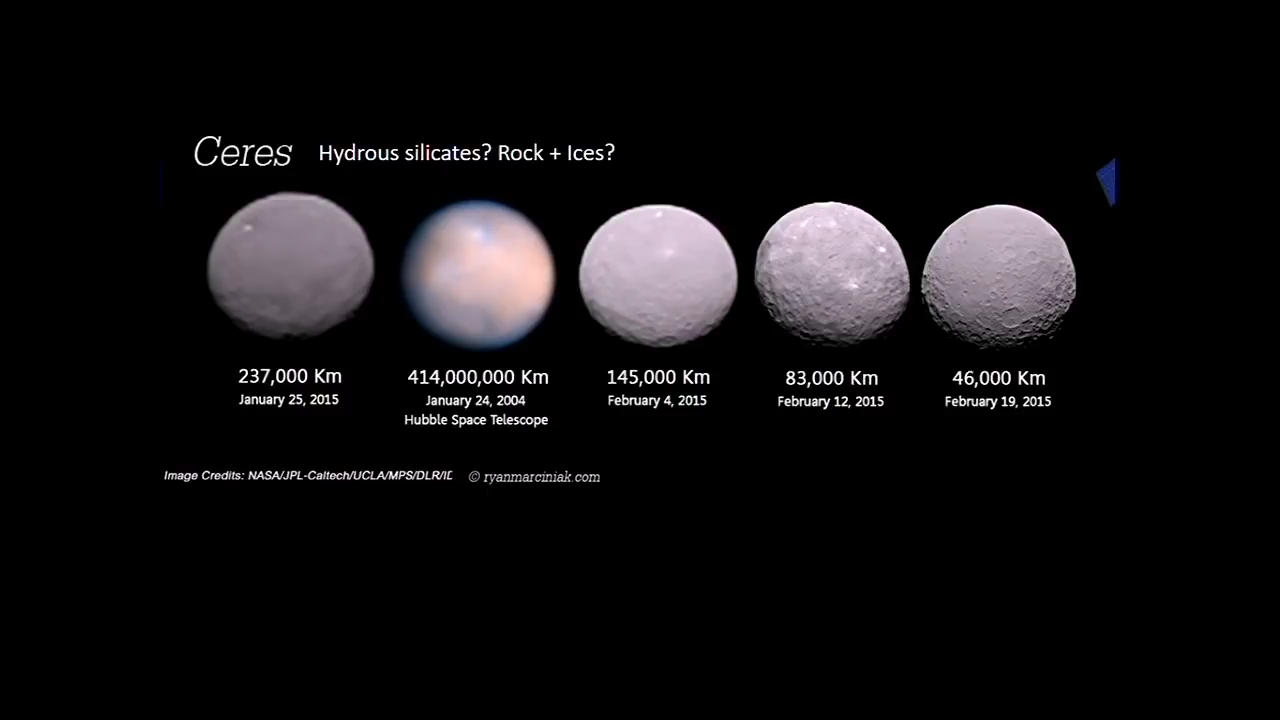 Ceres Hydrous silicates? Rock + Ices?
237,000 Km
January 25, 2015
414,000,000 Km
January 24, 2004
Hubble Space Telescope
145,000 Km
February 4, 2015
83,000 Km
February 12, 2015
46,000 Km
February 19, 2015
Image Credits: NASA/JPL-Caltech/UCLA/MPS/DLR/ID © ryanmarciniak.com